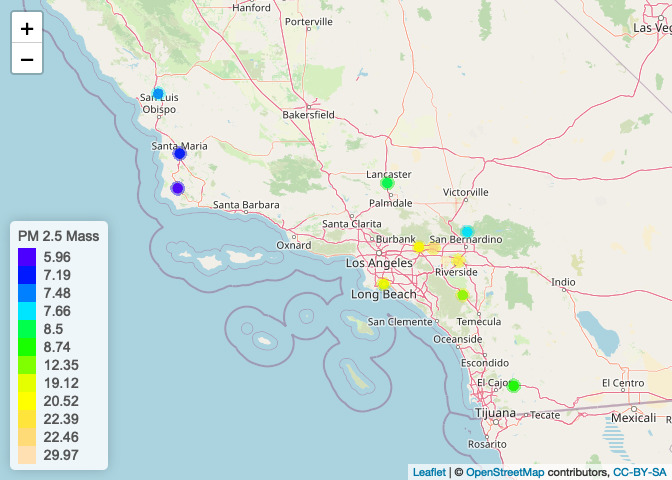 +
−
Hanford
Porterville
Las Veg
San Luis
Obispo
Bakersfield
Santa Maria
Lancaster
Victorville
Palmdale
Santa Barbara
Santa Clarita
Oxnard
Burbank
San Bernardino
Los Angeles
Riverside
Indio
Long Beach
San Clemente
Temecula
Oceanside
Escondido
El Cajo
El Centro
Tijuana
Tecate
Mexicali
Rosarito
PM 2.5 Mass
5.96
7.19
7.48
7.66
8.5
8.74
12.35
19.12
20.52
22.39
22.46
29.97
Leaflet | © OpenStreetMap contributors, CC-BY-SA